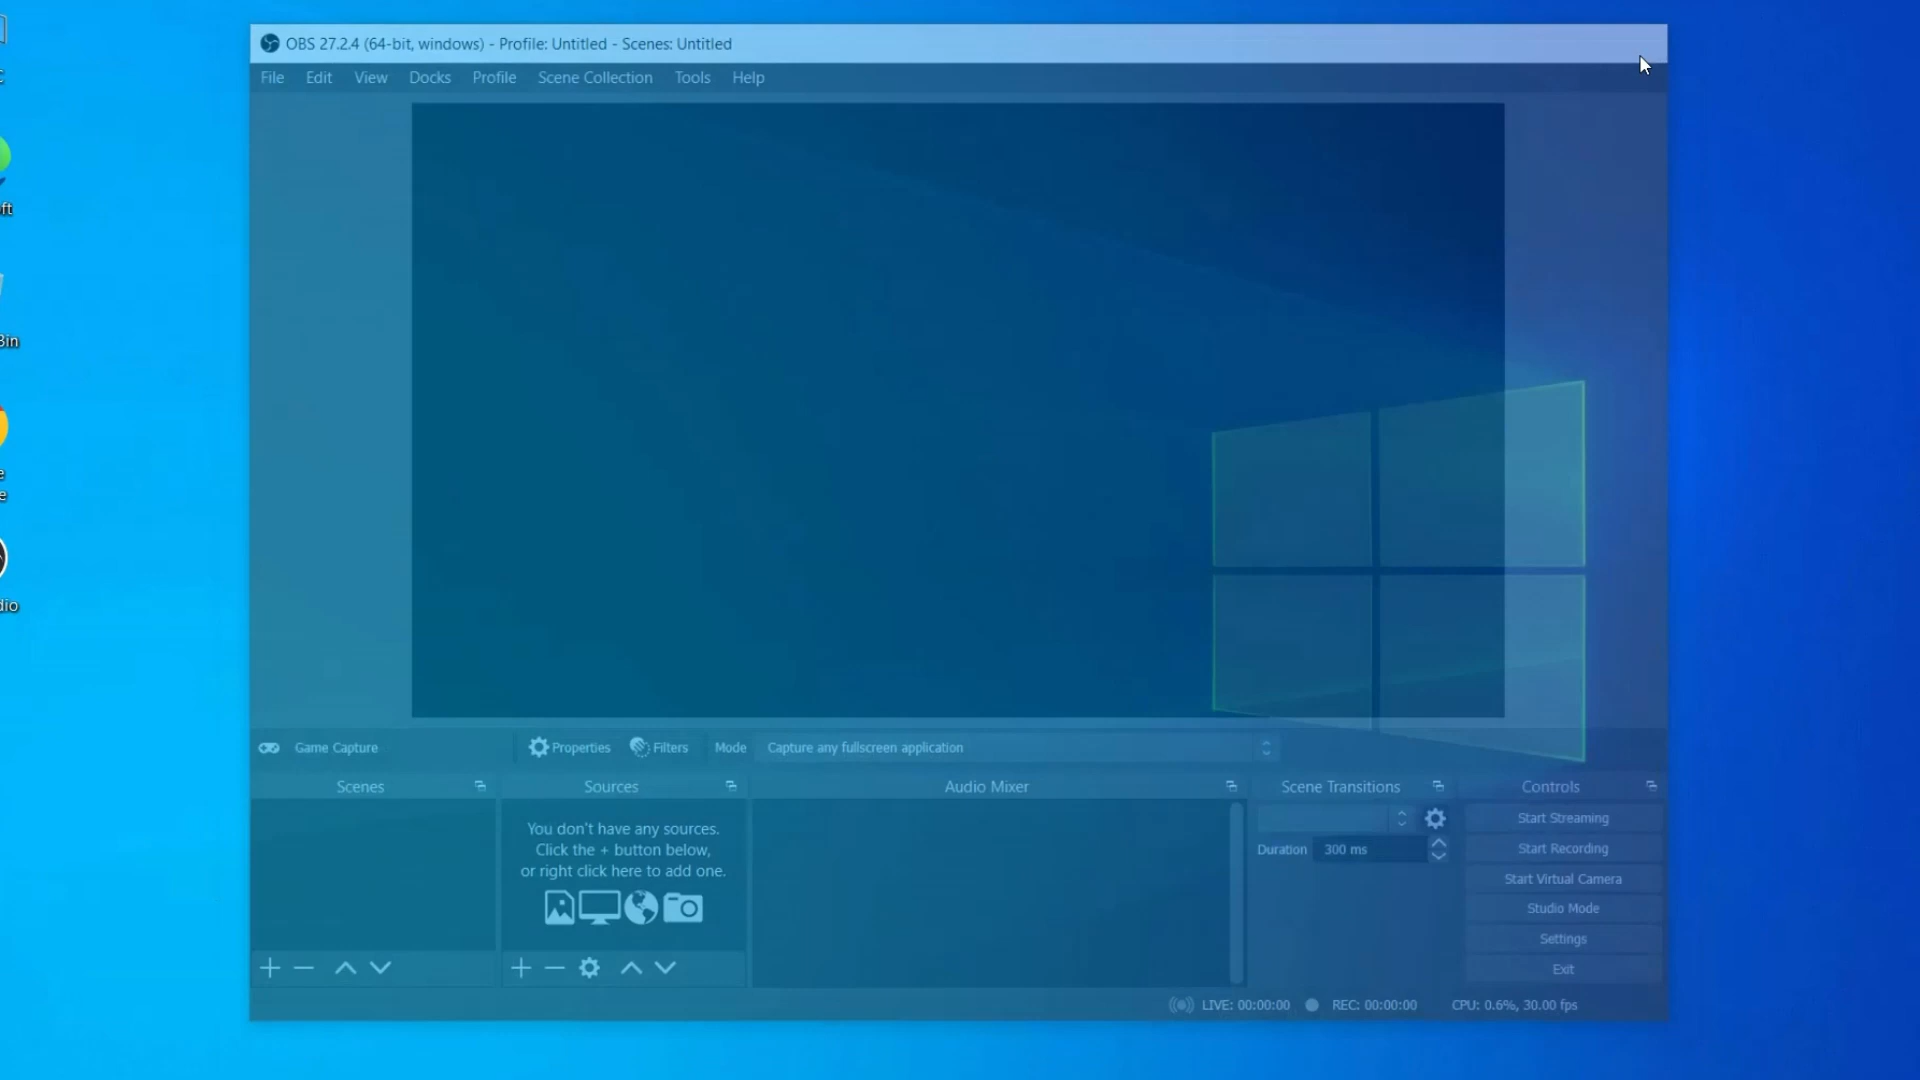 OBS 27.2.4 (64-bit, windows) - Profile: Untitled - Scenes: Untitled
File Edit View Docks Profile Scene Collection Tools Help
C
ft
Bin
e
e
dio
Game Capture Properties Filters Mode Capture any fullscreen application
Scenes Sources Audio Mixer Scene Transitions Controls
You don't have any sources.
Click the + button below,
or right click here to add one.
Duration 300 ms
Start Streaming
Start Recording
Start Virtual Camera
Studio Mode
Settings
Exit
LIVE: 00:00:00 REC: 00:00:00 CPU: 0.6%, 30.00 fps